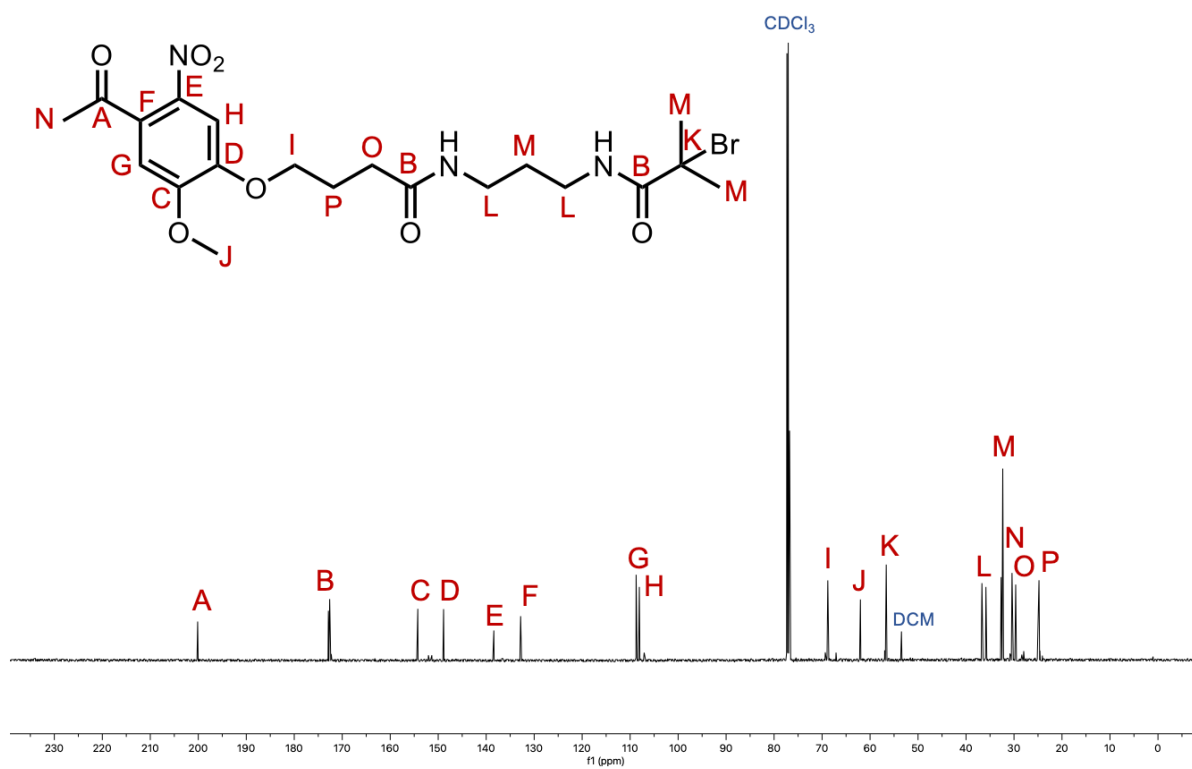 CDCl3
O
NO2
E
F
H
N
A
M
H
H
K
Br
I
O
D
G
B
N
M
N
B
O
P
C
L
L
M
O
O
O
J
M
A
B
C
D
E
F
G
H
I
J
K
DCM
L
N
O
P
230
220
210
200
190
180
170
160
150
140
130
120
110
100
90
80
70
60
50
40
30
20
10
0
f1 (ppm)